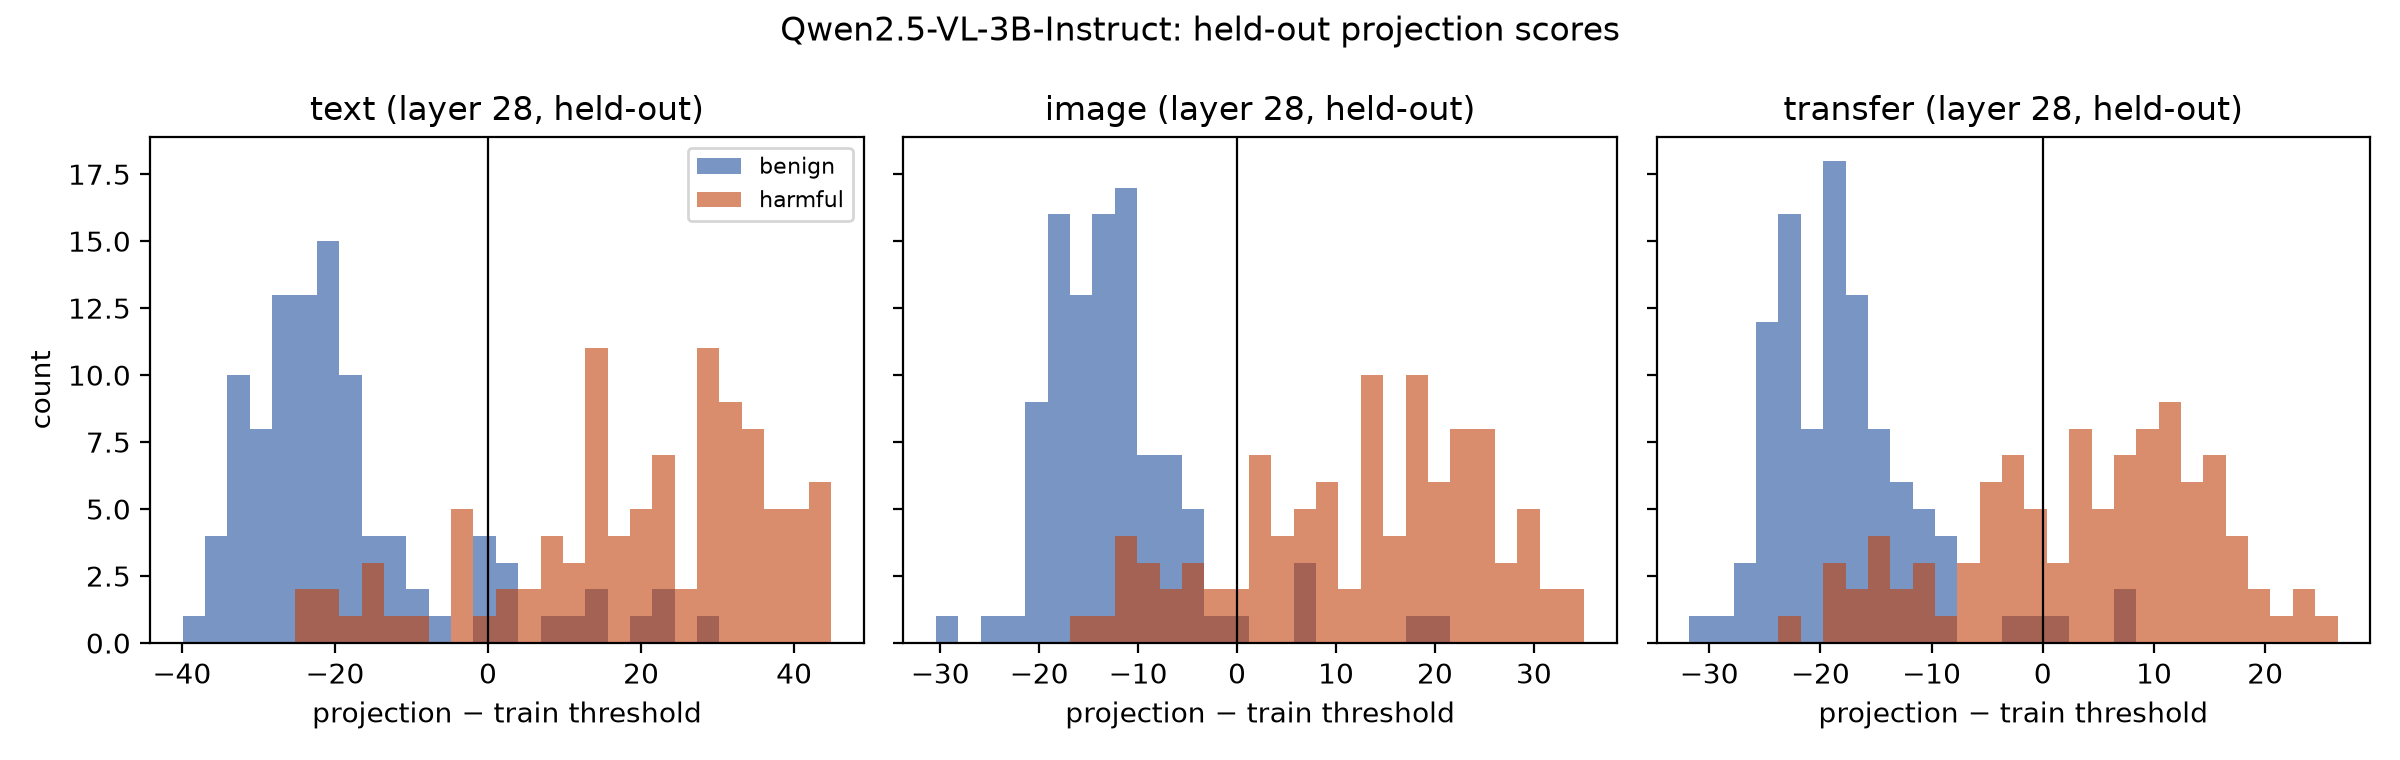 Qwen2.5-VL-3B-Instruct: held-out projection scores
text (layer 28, held-out)
image (layer 28, held-out)
transfer (layer 28, held-out)
benign
harmful
count
17.5
15.0
12.5
10.0
7.5
5.0
2.5
0.0
−40 −20 0 20 40
−30 −20 −10 0 10 20 30
−30 −20 −10 0 10 20
projection − train threshold
projection − train threshold
projection − train threshold